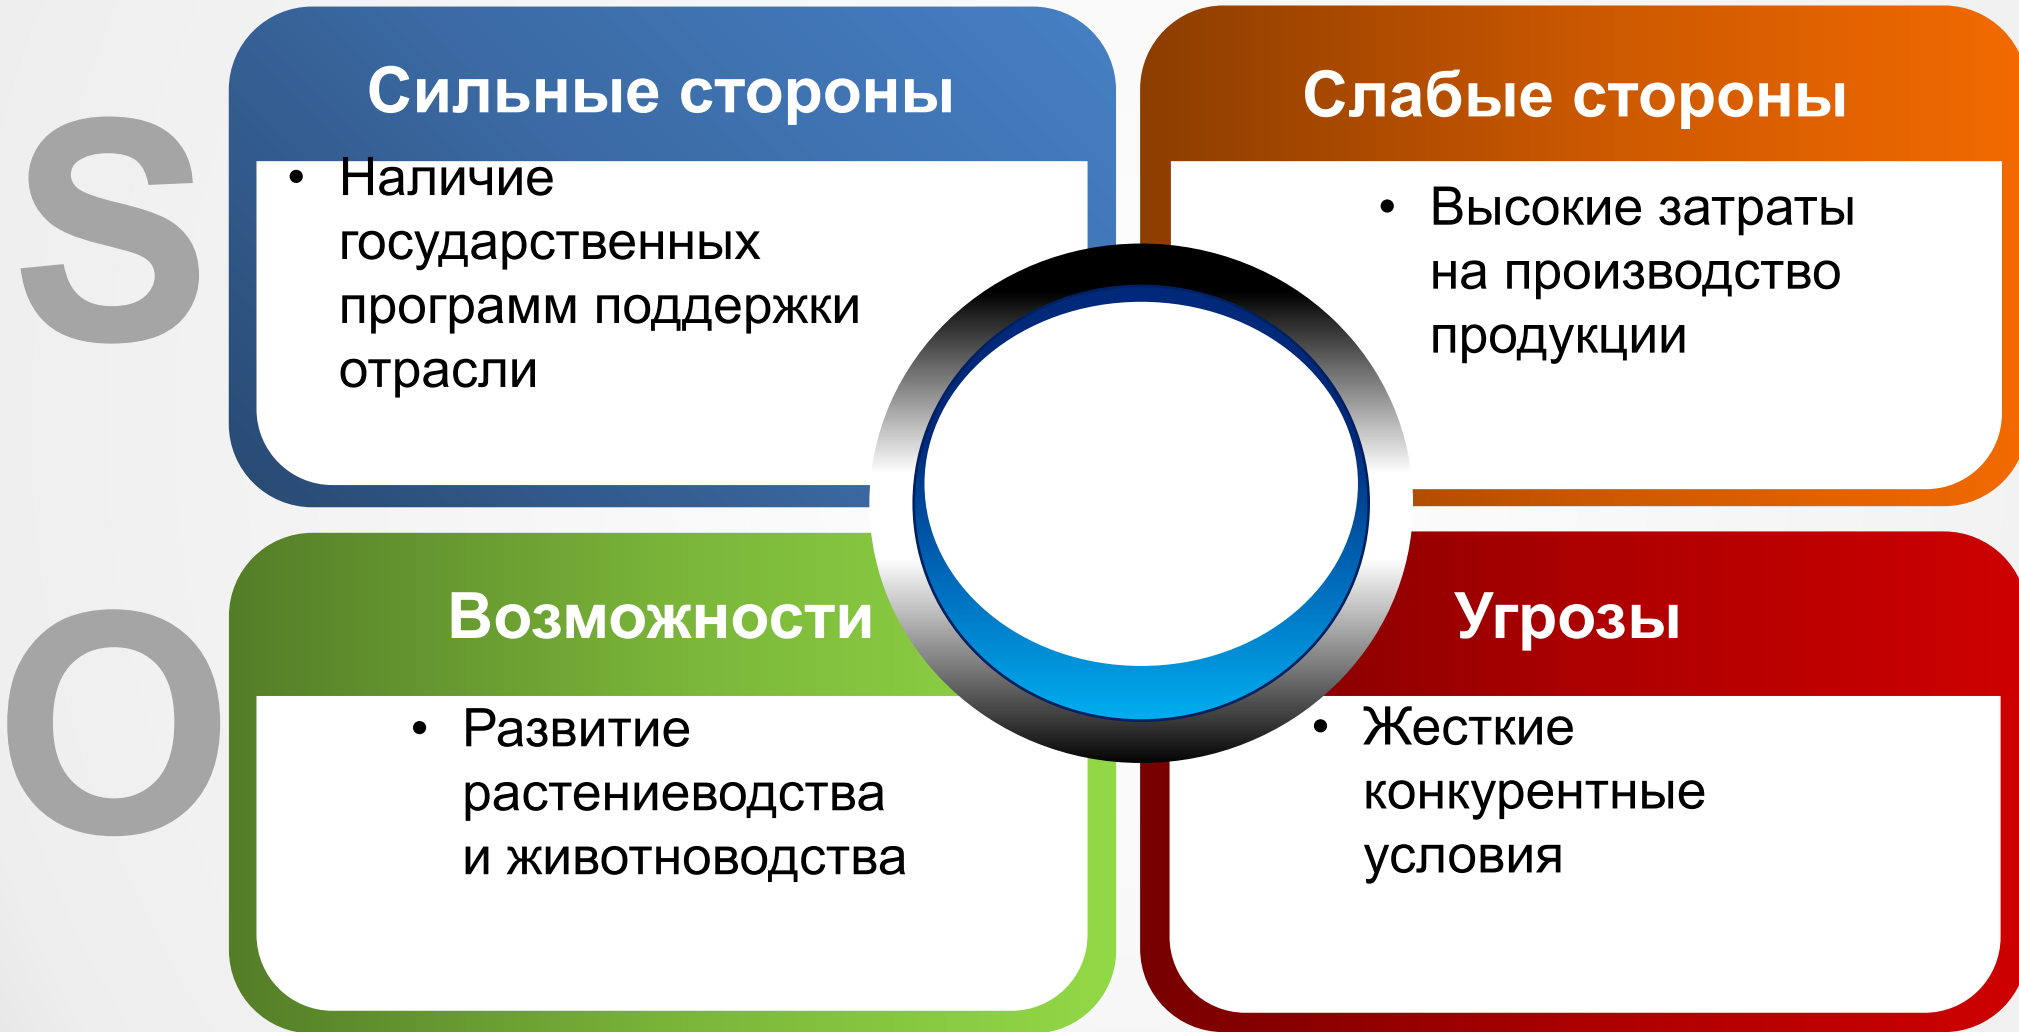 S
Сильные стороны
• Наличие
государственных
программ поддержки
отрасли
Слабые стороны
• Высокие затраты
на производство
продукции
O
Возможности
• Развитие
растениеводства
и животноводства
Угрозы
• Жесткие
конкурентные
условия